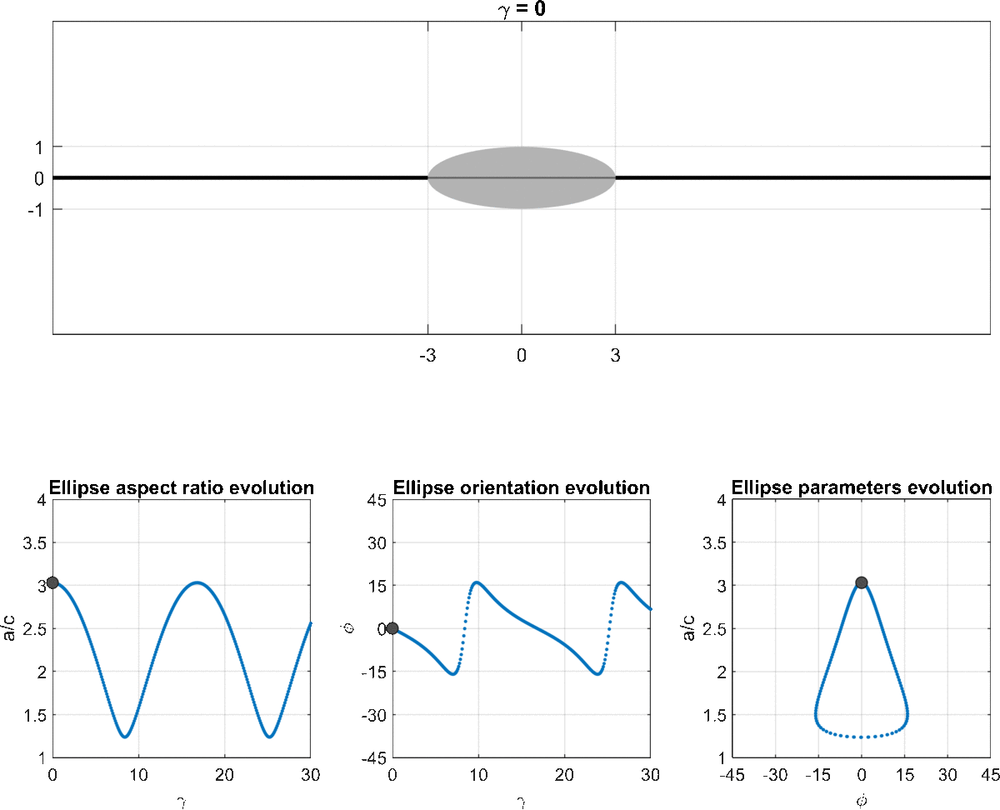 γ = 0
1
0
-1
-3 0 3
Ellipse aspect ratio evolution
4
3.5
3
2.5
2
1.5
1
a/c
0 10 20 30
γ
Ellipse orientation evolution
45
30
15
0
-15
-30
-45
ϕ
0 10 20 30
γ
Ellipse parameters evolution
4
3.5
3
2.5
2
1.5
1
a/c
-45 -30 -15 0 15 30 45
ϕ